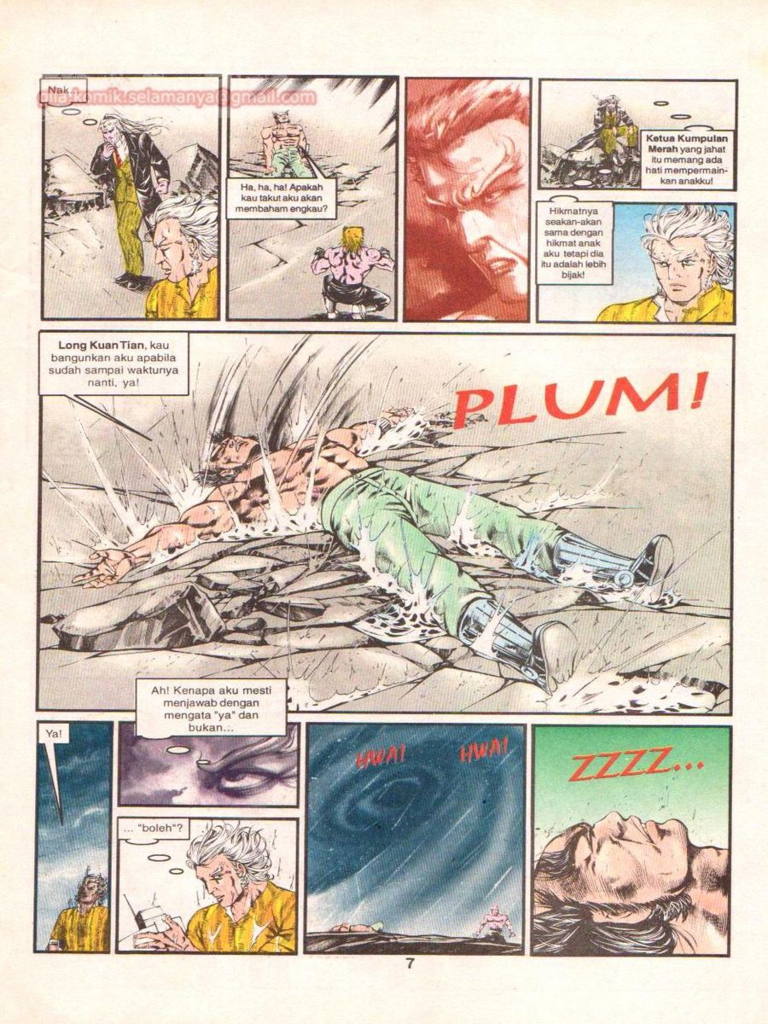 Nak...
gila-komik.selamanya@gmail.com
Ha, ha, ha! Apakah
kau takut aku akan
membaham engkau?
Ketua Kumpulan
Merah yang jahat
itu memang ada
hati mempermain-
kan anakku!
Hikmatnya
seakan-akan
sama dengan
hikmat anak
aku tetapi dia
itu adalah lebih
bijak!
Long Kuan Tian, kau
bangunkan aku apabila
sudah sampai waktunya
nanti, ya!
PLUM!
Ya!
Ah! Kenapa aku mesti
menjawab dengan
mengata "ya" dan
bukan...
... "boleh"?
HWA!
HWA!
ZZZZ...
7